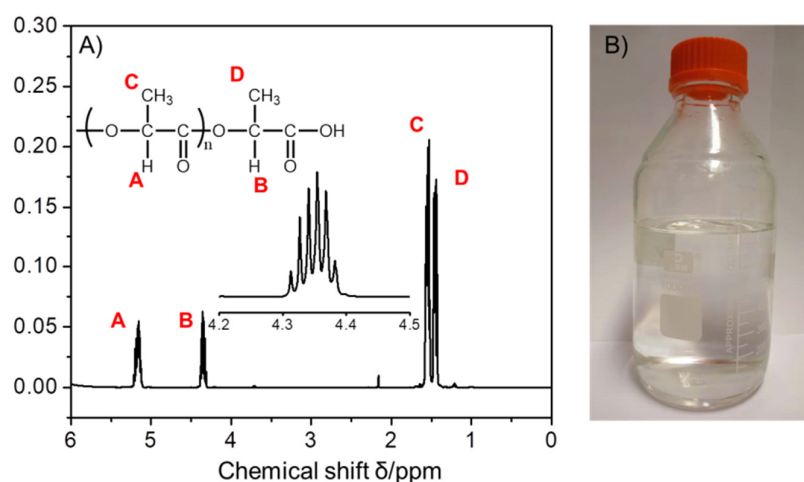 0.30
0.25
0.20
0.15
0.10
0.05
0.00
A)
C
D
CH₃
CH₃
( O C C )n O C C OH
H O H O
A
B
C
D
A
B
4.2 4.3 4.4 4.5
6 5 4 3 2 1 0
Chemical shift δ/ppm
B)
APPROX